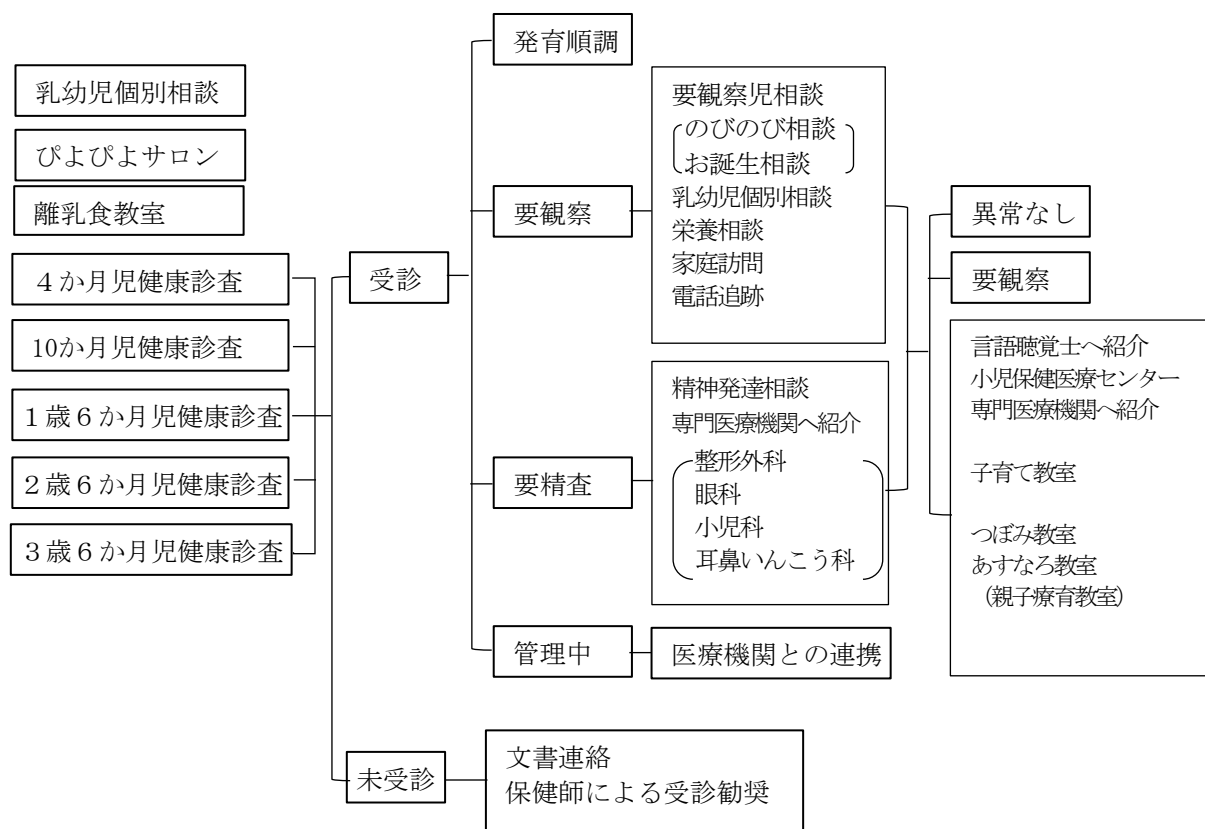 乳幼児個別相談
ぴよぴよサロン
離乳食教室
４か月児健康診査
10か月児健康診査
１歳６か月児健康診査
２歳６か月児健康診査
３歳６か月児健康診査
受診
未受診
発育順調
要観察
要精査
管理中
要観察児相談
のびのび相談
お誕生相談
乳幼児個別相談
栄養相談
家庭訪問
電話追跡
精神発達相談
専門医療機関へ紹介
整形外科
眼科
小児科
耳鼻いんこう科
医療機関との連携
文書連絡
保健師による受診勧奨
異常なし
要観察
言語聴覚士へ紹介
小児保健医療センター
専門医療機関へ紹介
子育て教室
つぼみ教室
あすなろ教室
（親子療育教室）